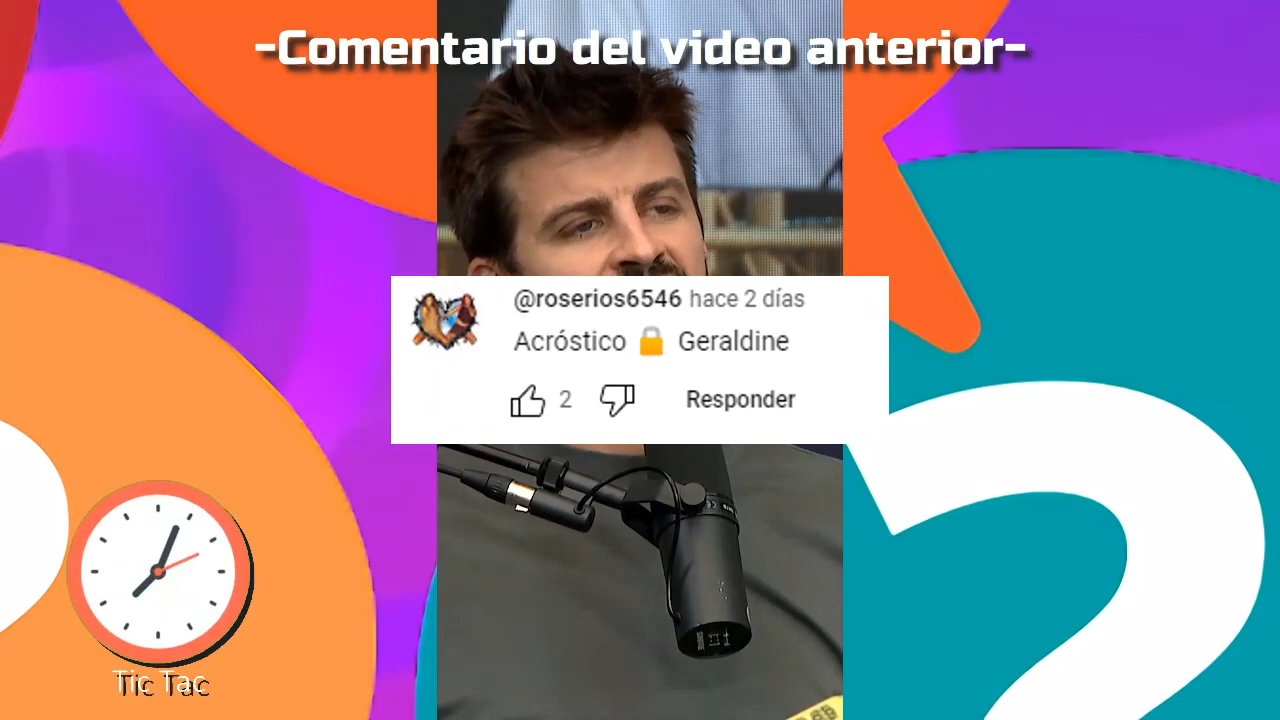 -Comentario del video anterior-
@roserios6546 hace 2 días
Acróstico 🔒 Geraldine
2 Responder
Tic Tac